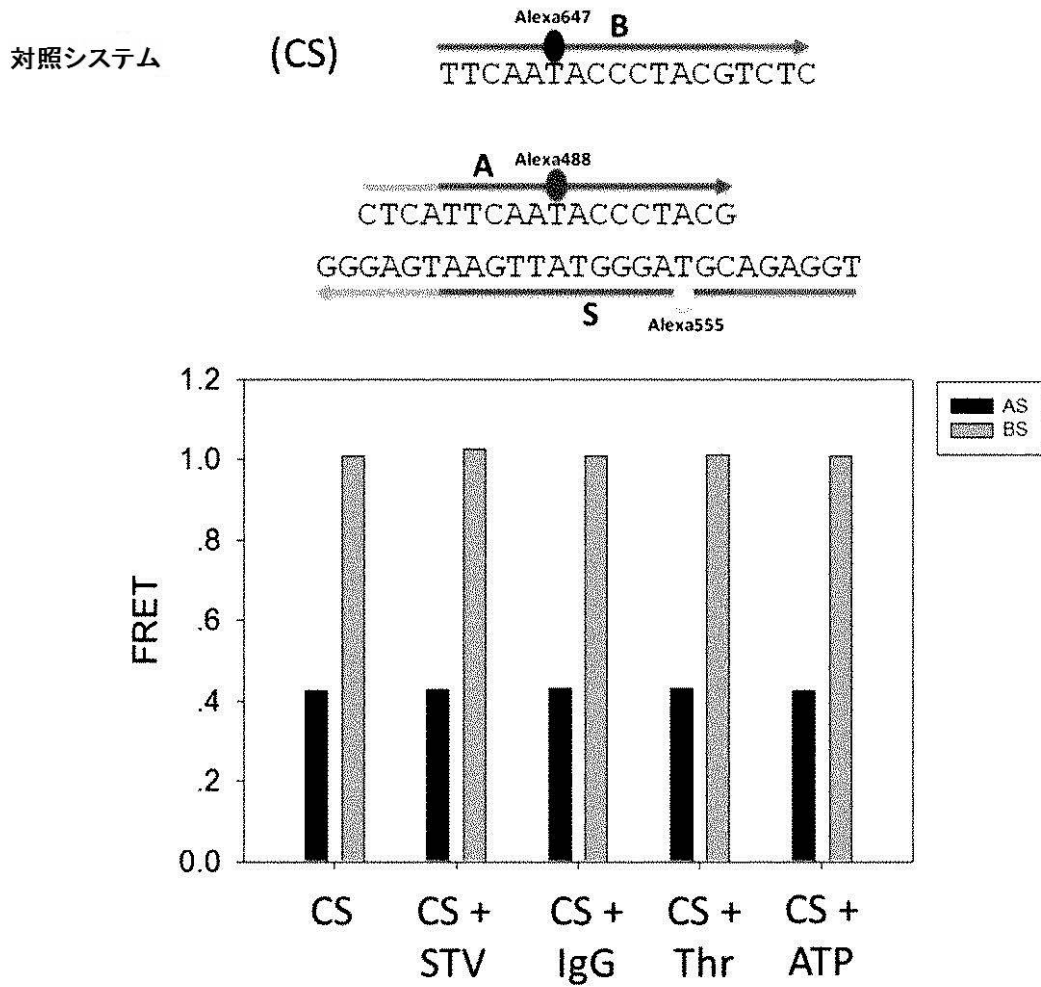 Alexa647
B
対照システム (CS)
TTCAATACCCTACGTCTC
A Alexa488
CTCATTCAATACCCTACG
GGGAGTAAGTTATGGGATGCAGAGGT
S Alexa555
1.2
1.0
.8
.6
.4
.2
0.0
FRET
AS
BS
CS CS + CS + CS + CS +
STV IgG Thr ATP